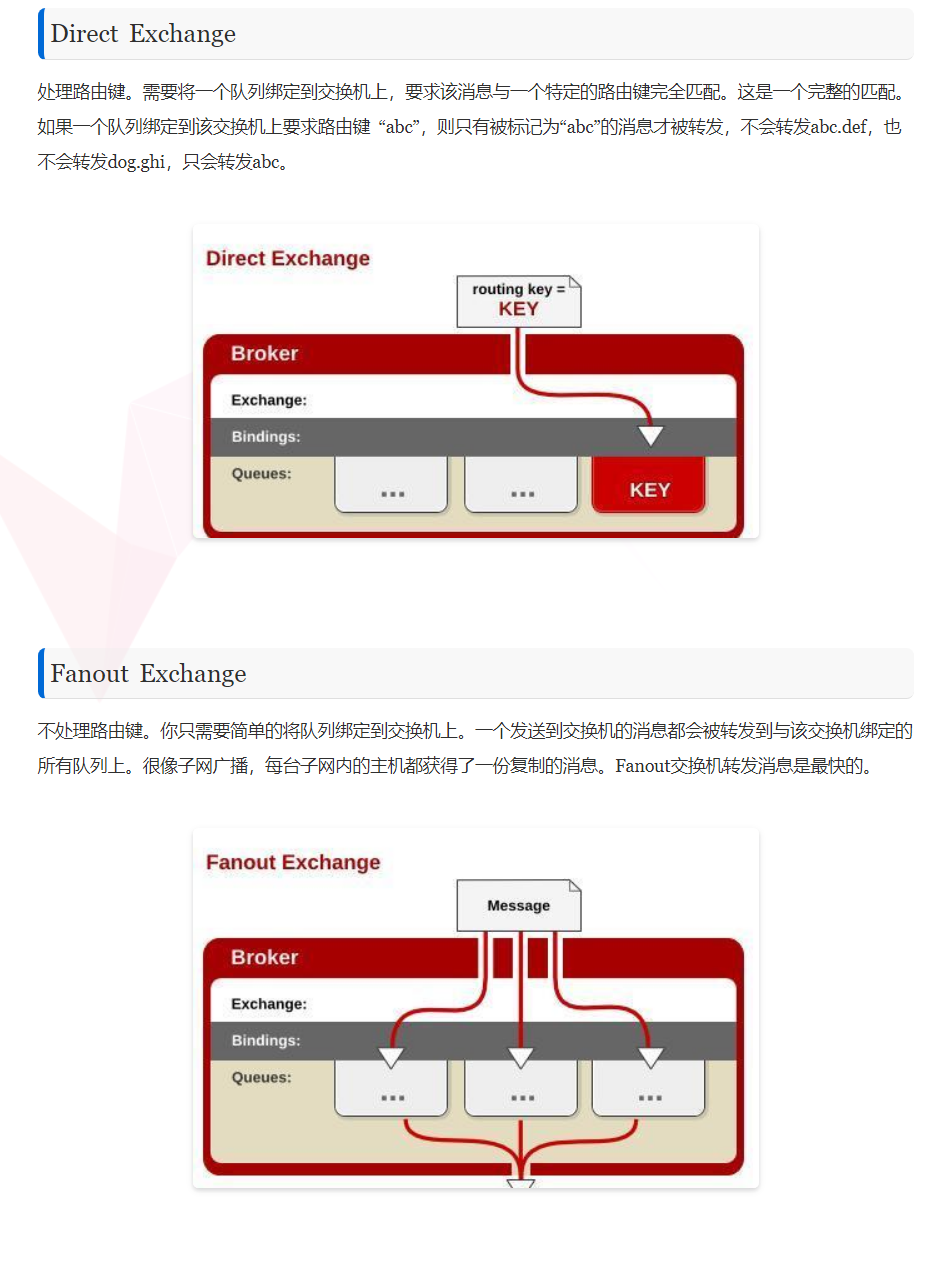 Direct Exchange
处理路由键。需要将一个队列绑定到交换机上，要求该消息与一个特定的路由键完全匹配。这是一个完整的匹配。
如果一个队列绑定到该交换机上要求路由键 “abc”，则只有被标记为“abc”的消息才被转发，不会转发abc.def，也
不会转发dog.ghi，只会转发abc。
Direct Exchange
routing key =
KEY
Broker
Exchange:
Bindings:
Queues:
...
...
KEY
Fanout Exchange
不处理路由键。你只需要简单的将队列绑定到交换机上。一个发送到交换机的消息都会被转发到与该交换机绑定的
所有队列上。很像子网广播，每台子网内的主机都获得了一份复制的消息。Fanout交换机转发消息是最快的。
Fanout Exchange
Message
Broker
Exchange:
Bindings:
Queues:
...
...
...